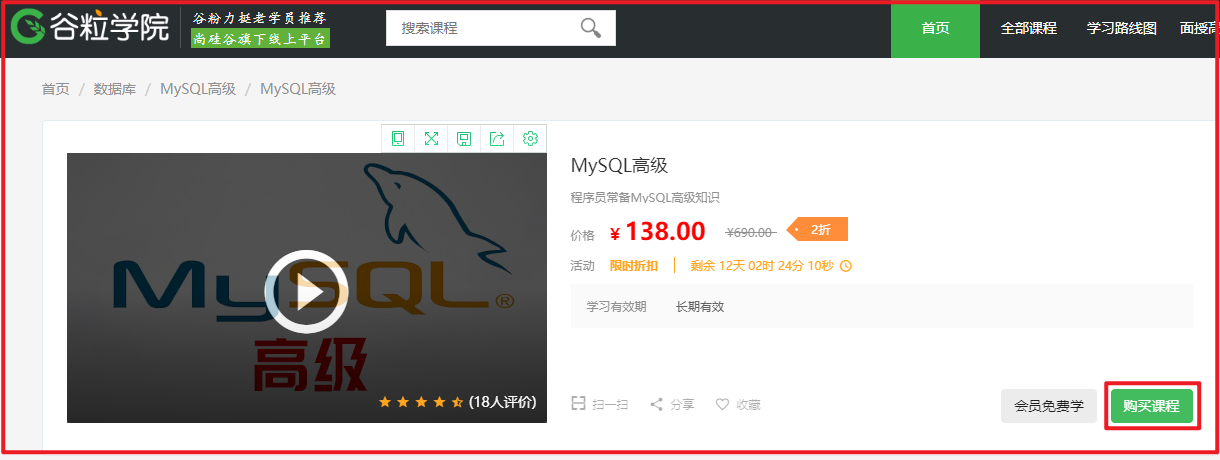 谷粒学院
谷粉力挺老学员推荐
尚硅谷旗下线上平台
搜索课程
首页 全部课程 学习路线图 面授高
首页 / 数据库 / MySQL高级 / MySQL高级
MySQL®
高级
(18人评价)
MySQL高级
程序员常备MySQL高级知识
价格 ¥ 138.00 ¥690.00 2折
活动 限时折扣 剩余 12天 02时 24分 10秒
学习有效期 长期有效
扫一扫 分享 收藏
会员免费学 购买课程